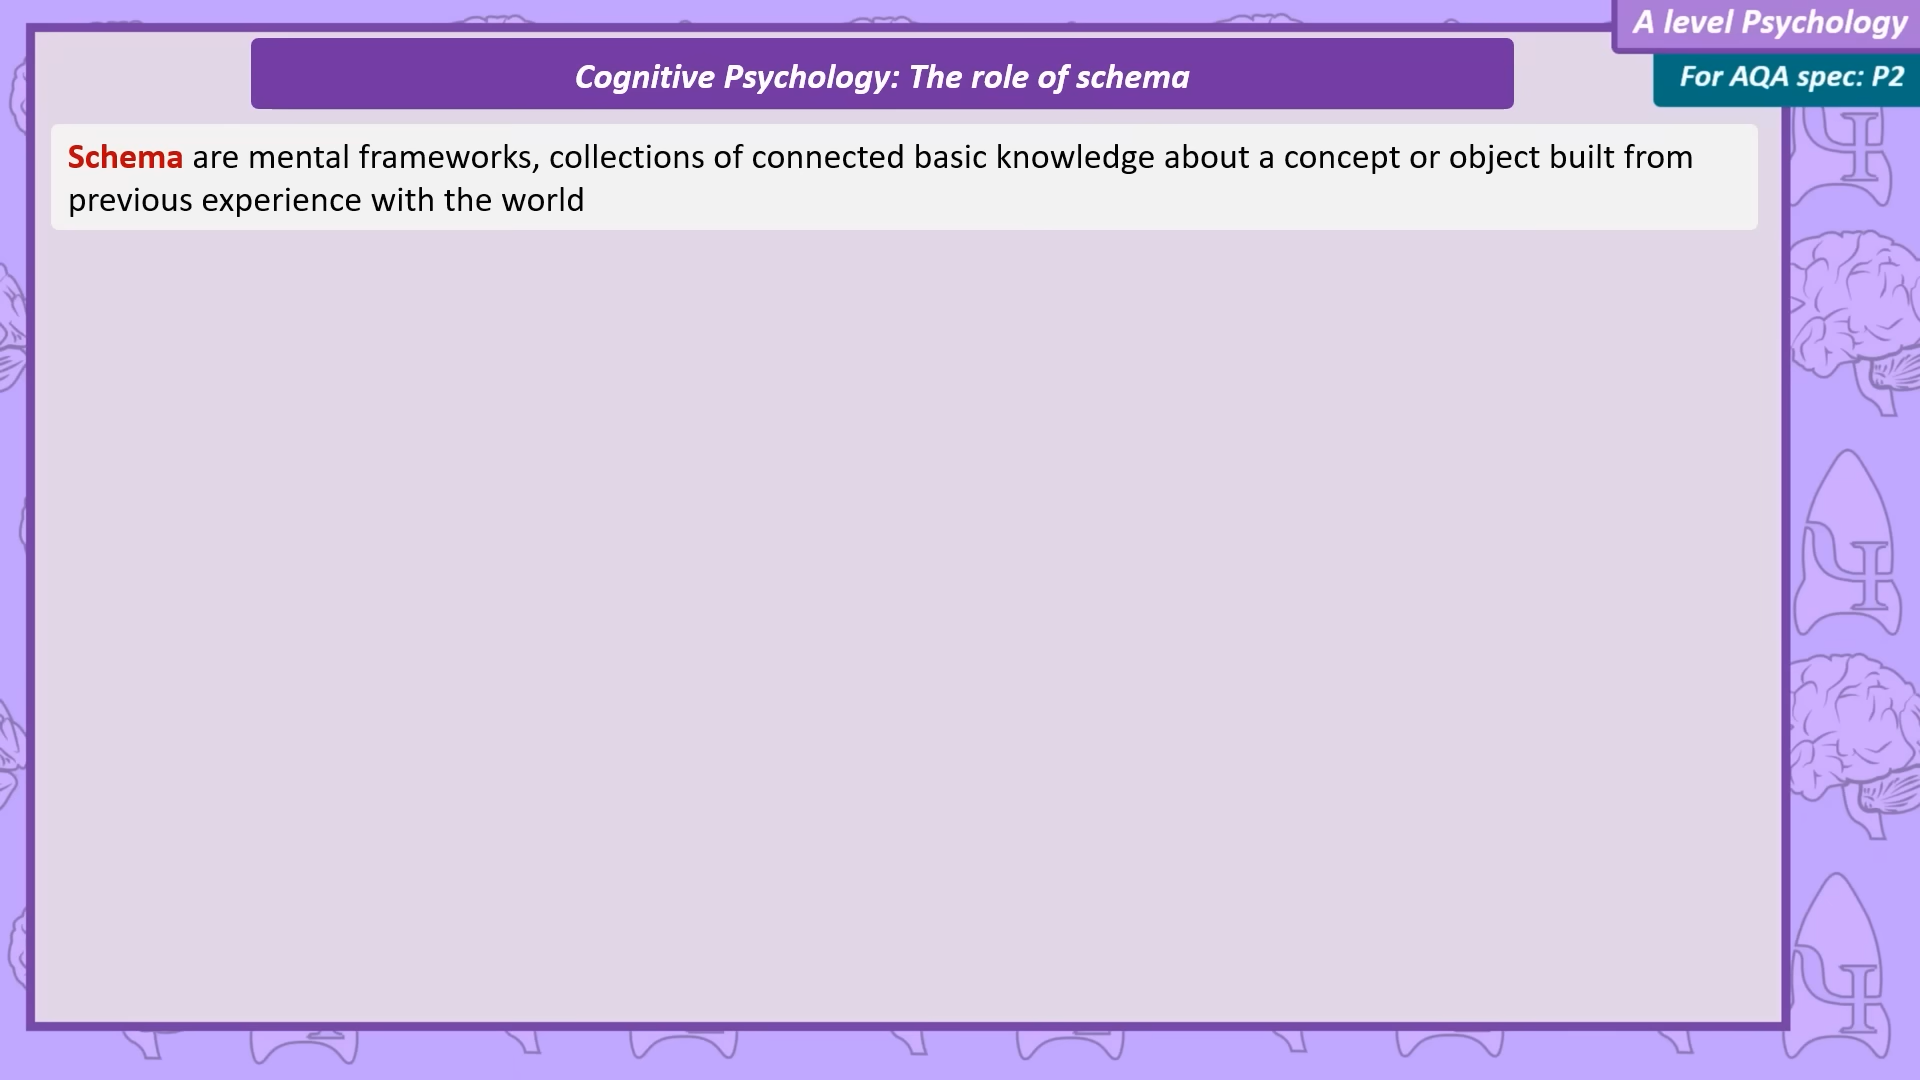 A level Psychology
Cognitive Psychology: The role of schema
For AQA spec: P2
Schema are mental frameworks, collections of connected basic knowledge about a concept or object built from
previous experience with the world